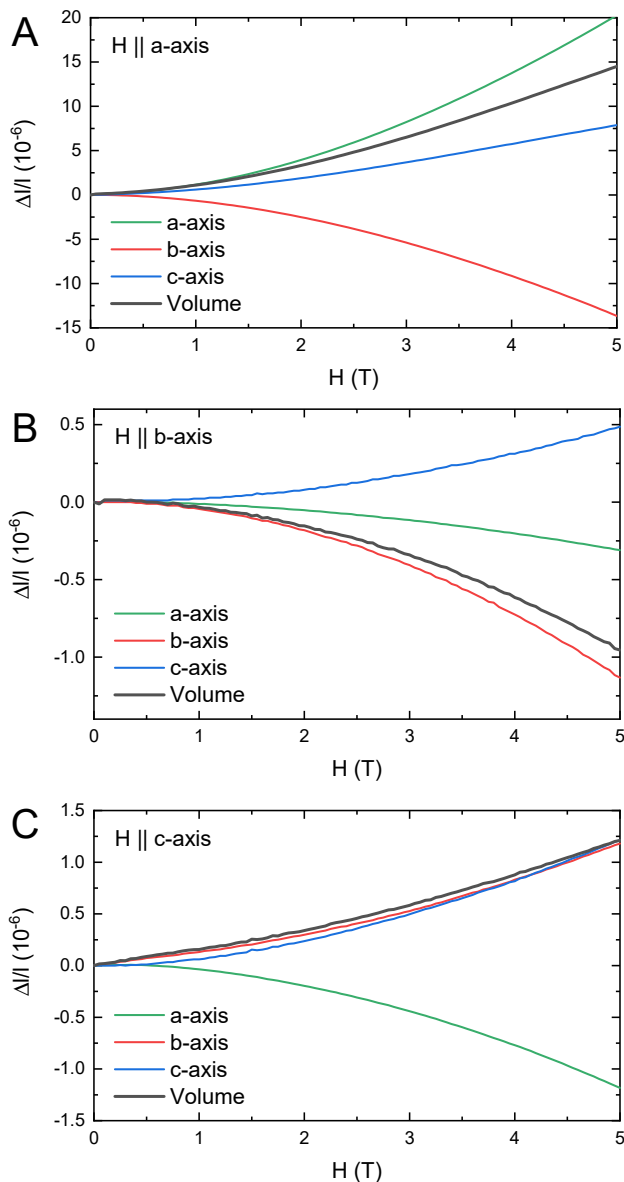 A
H || a-axis
20
15
10
5
0
-5
-10
-15
Δl/l (10⁻⁶)
a-axis
b-axis
c-axis
Volume
0 1 2 3 4 5
H (T)
B
H || b-axis
0.5
0.0
-0.5
-1.0
Δl/l (10⁻⁶)
a-axis
b-axis
c-axis
Volume
0 1 2 3 4 5
H (T)
C
H || c-axis
1.5
1.0
0.5
0.0
-0.5
-1.0
-1.5
Δl/l (10⁻⁶)
a-axis
b-axis
c-axis
Volume
0 1 2 3 4 5
H (T)